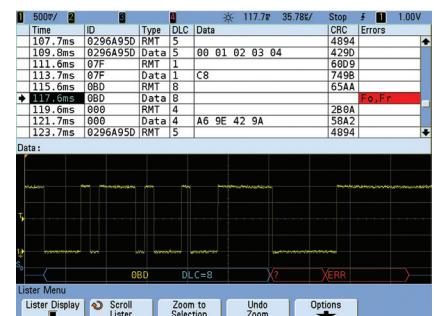 1 500▽/ 2 3 4 117.7▽ 35.78%/ Stop 1 1.00V
Time ID Type DLC Data CRC Errors
107.7ms 0296A95D RMT 5 4894
109.8ms 0296A95D Data 5 00 01 02 03 04 429D
111.6ms 07F RMT 1 60D9
113.7ms 07F Data 1 C8 749B
115.6ms 0BD RMT 8 65AA
117.6ms 0BD Data 8 Fo,Fr
119.6ms 000 RMT 4 2B0A
121.7ms 000 Data 4 A6 9E 42 9A 58A2
123.7ms 0296A95D RMT 5 4894
Data :
0BD DLC=8 ? ERR
Lister Menu
Lister Display Scroll Lister Zoom to Selection Undo Zoom Options